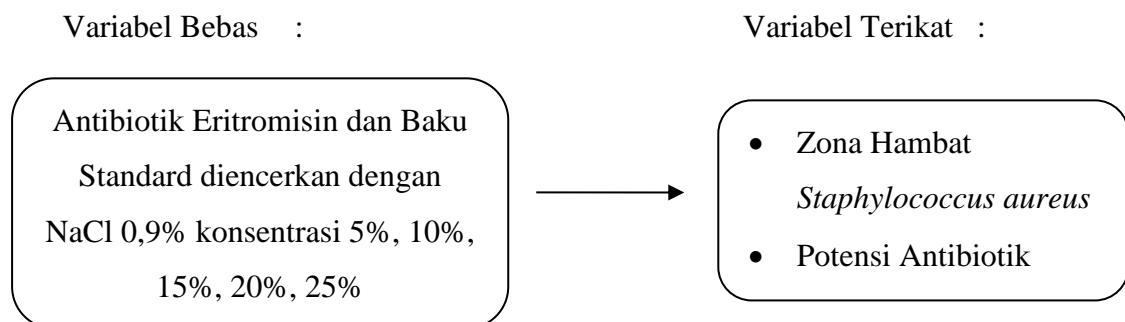 Variabel Bebas :
Antibiotik Eritromisin dan Baku
Standard diencerkan dengan
NaCl 0,9% konsentrasi 5%, 10%,
15%, 20%, 25%
Variabel Terikat :
• Zona Hambat
Staphylococcus aureus
• Potensi Antibiotik